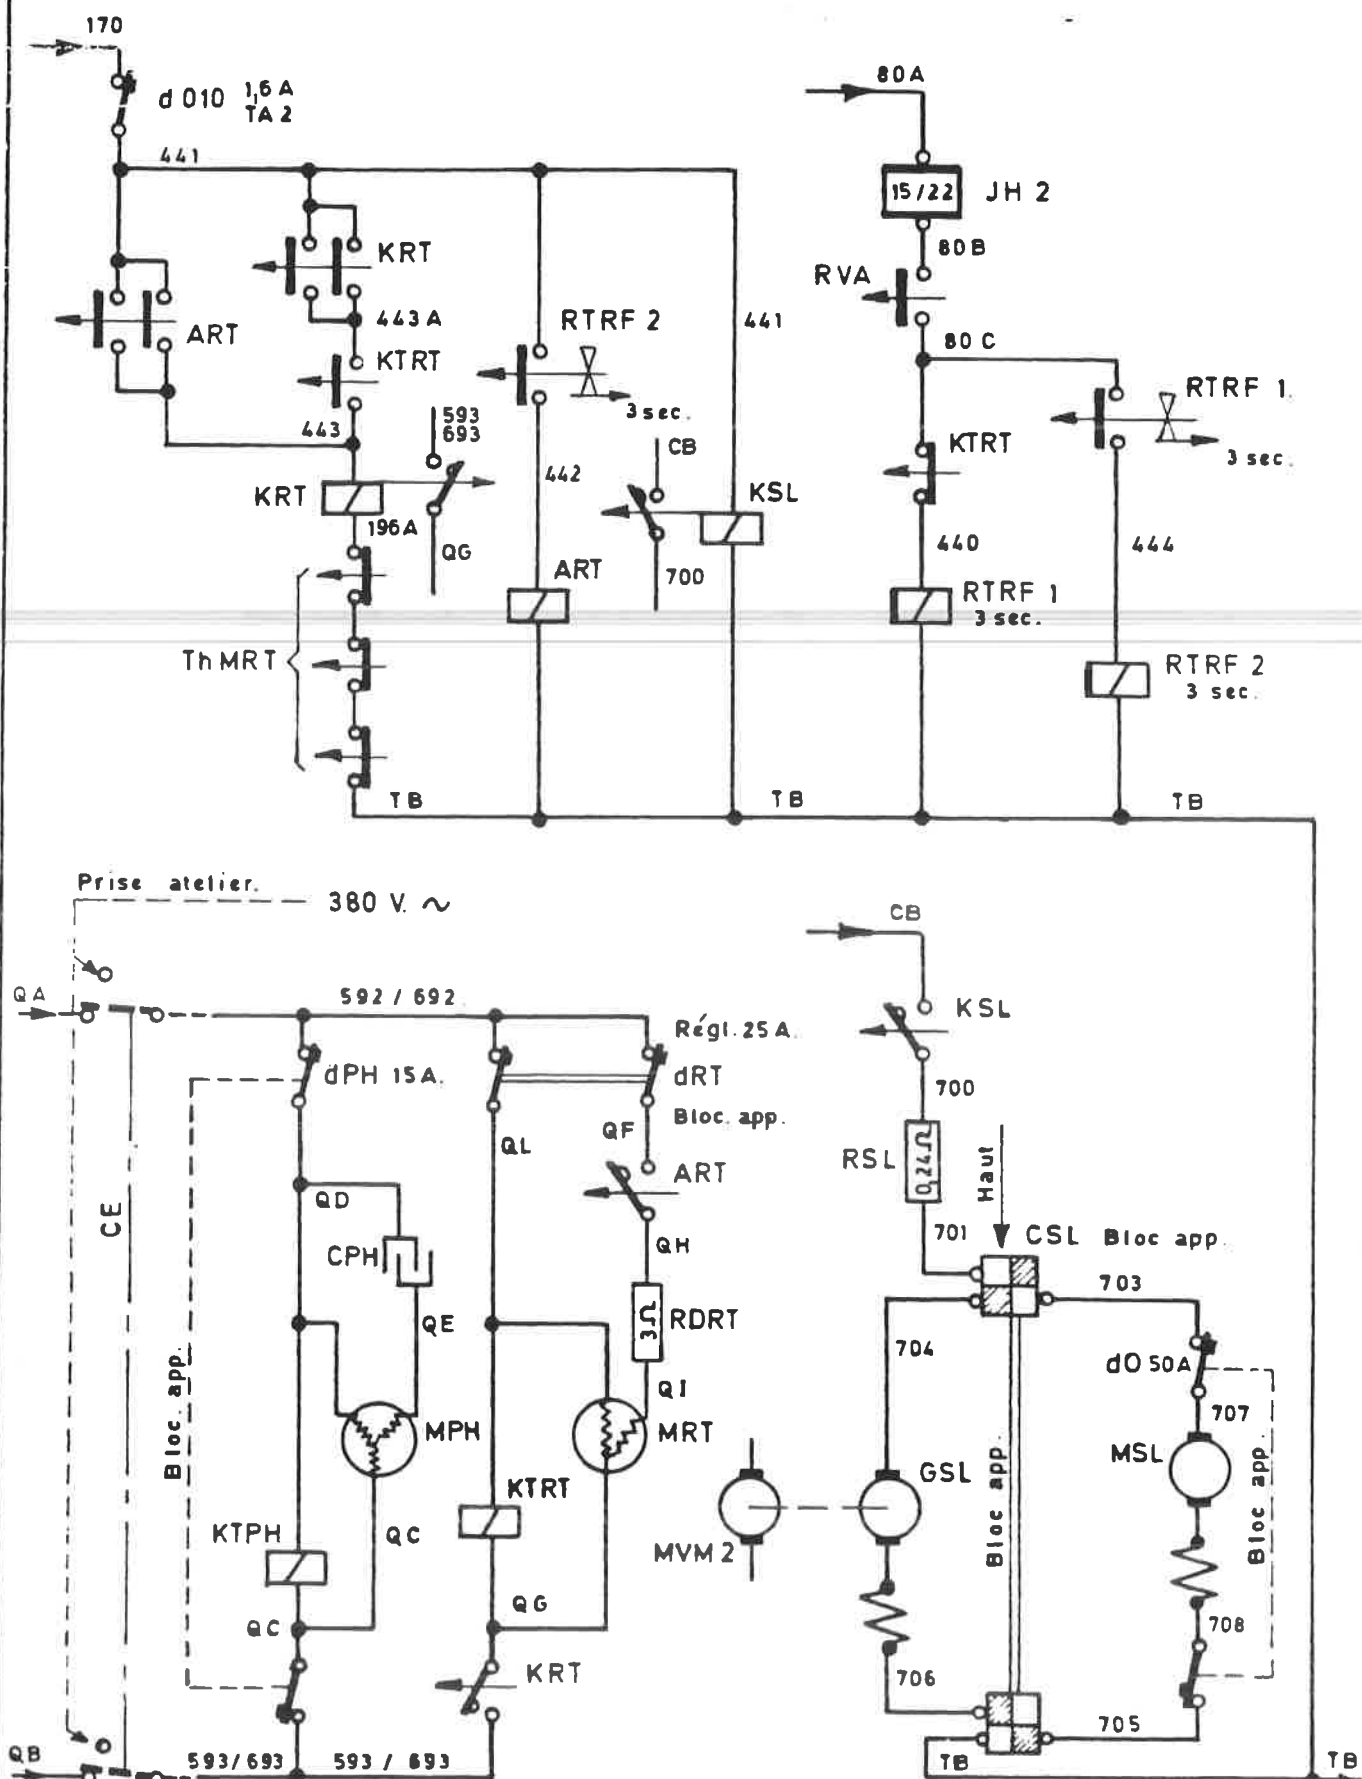 170
d 010 1,6 A
TA 2
441
KRT
443 A
ART
KTRT
443
593
693
KRT
196A
QG
Th MRT
RTRF 2
3 sec.
442
CB
ART
700
441
KSL
TB
TB
TB
80A
15/22 JH 2
80B
RVA
80 C
RTRF 1.
3 sec.
KTRT
440
444
RTRF 1
3 sec.
RTRF 2
3 sec.
Prise atelier.
380 V. ~
QA
592 / 692
Régl. 25 A.
dPH 15A.
dRT
Bloc. app.
QL
QF
ART
QD
CPH
QH
CE
QE
3Ω RDRT
QI
Bloc. app.
MPH
MRT
KTRT
KTPH
QC
QG
QC
KRT
QB
593/693
593 / 693
CB
KSL
700
RSL
0,24Ω
Haut
701
CSL Bloc app.
703
704
dO 50A
707
MSL
GSL
MVM 2
Bloc app.
Bloc app.
708
706
705
TB
TB